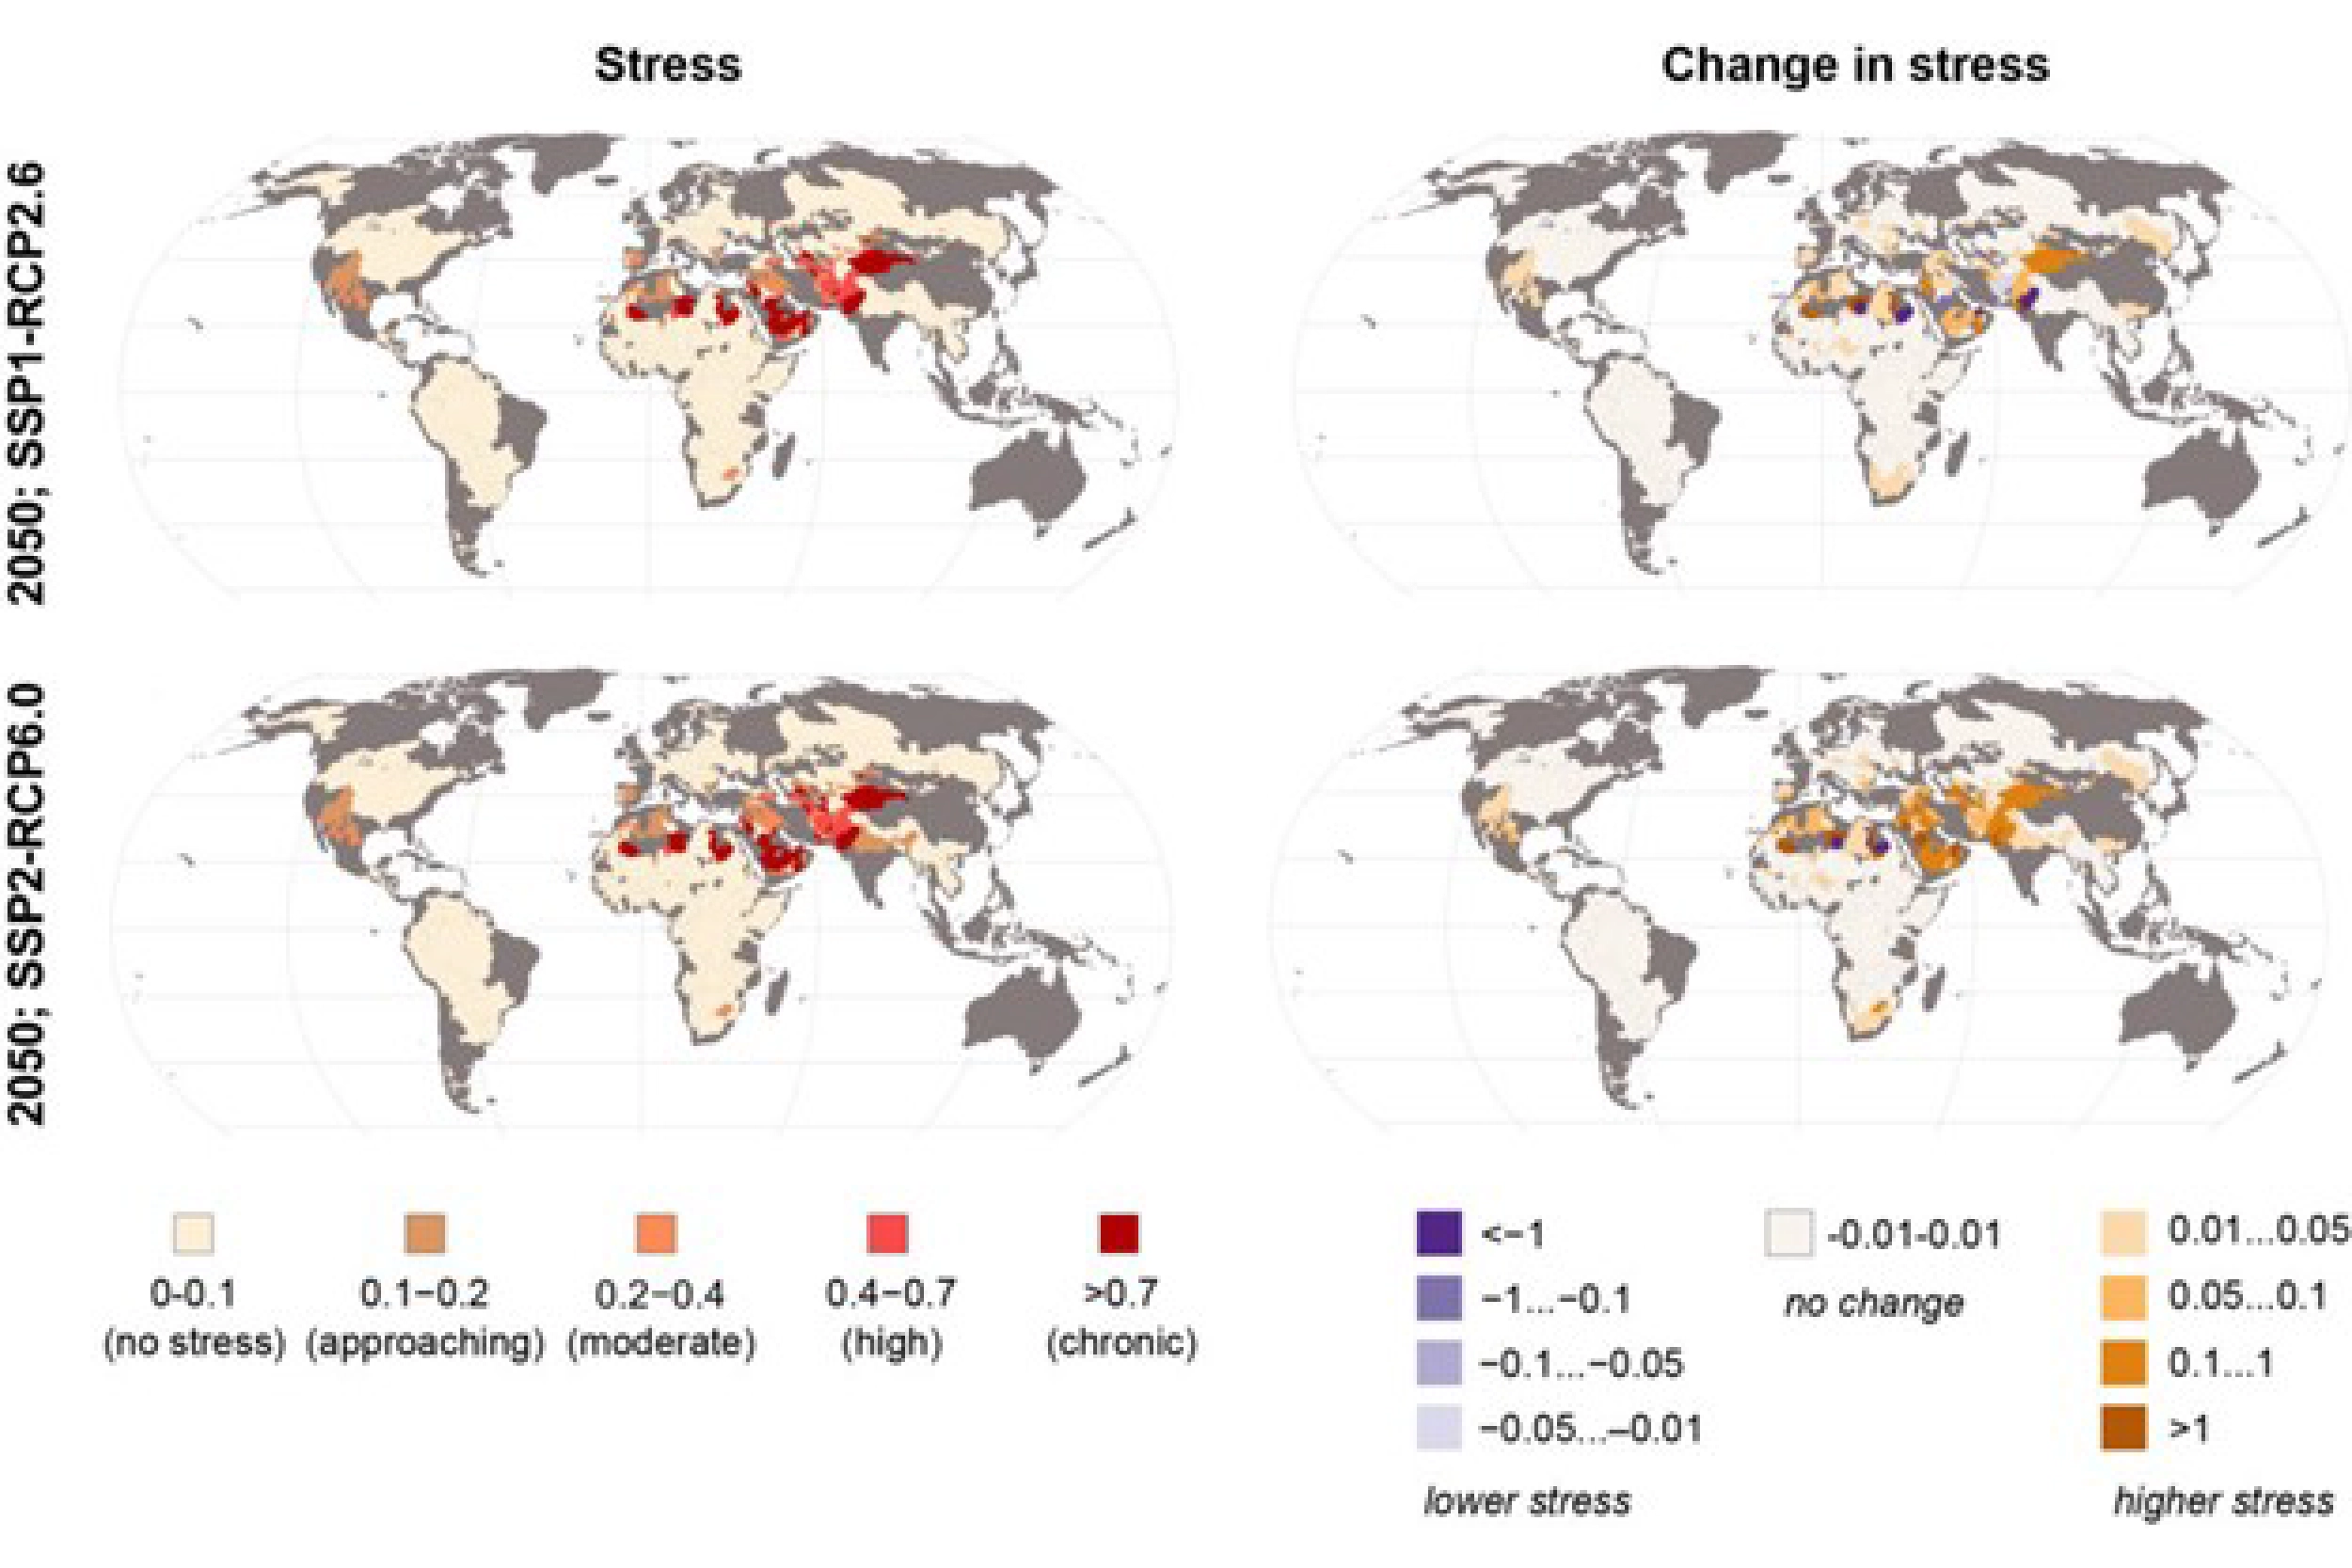 Stress
Change in stress
2050; SSP1-RCP2.6
2050; SSP2-RCP6.0
0-0.1
(no stress)
0.1−0.2
(approaching)
0.2−0.4
(moderate)
0.4−0.7
(high)
>0.7
(chronic)
<−1
−1...−0.1
−0.1...−0.05
−0.05...–0.01
lower stress
-0.01-0.01
no change
0.01...0.05
0.05...0.1
0.1...1
>1
higher stress